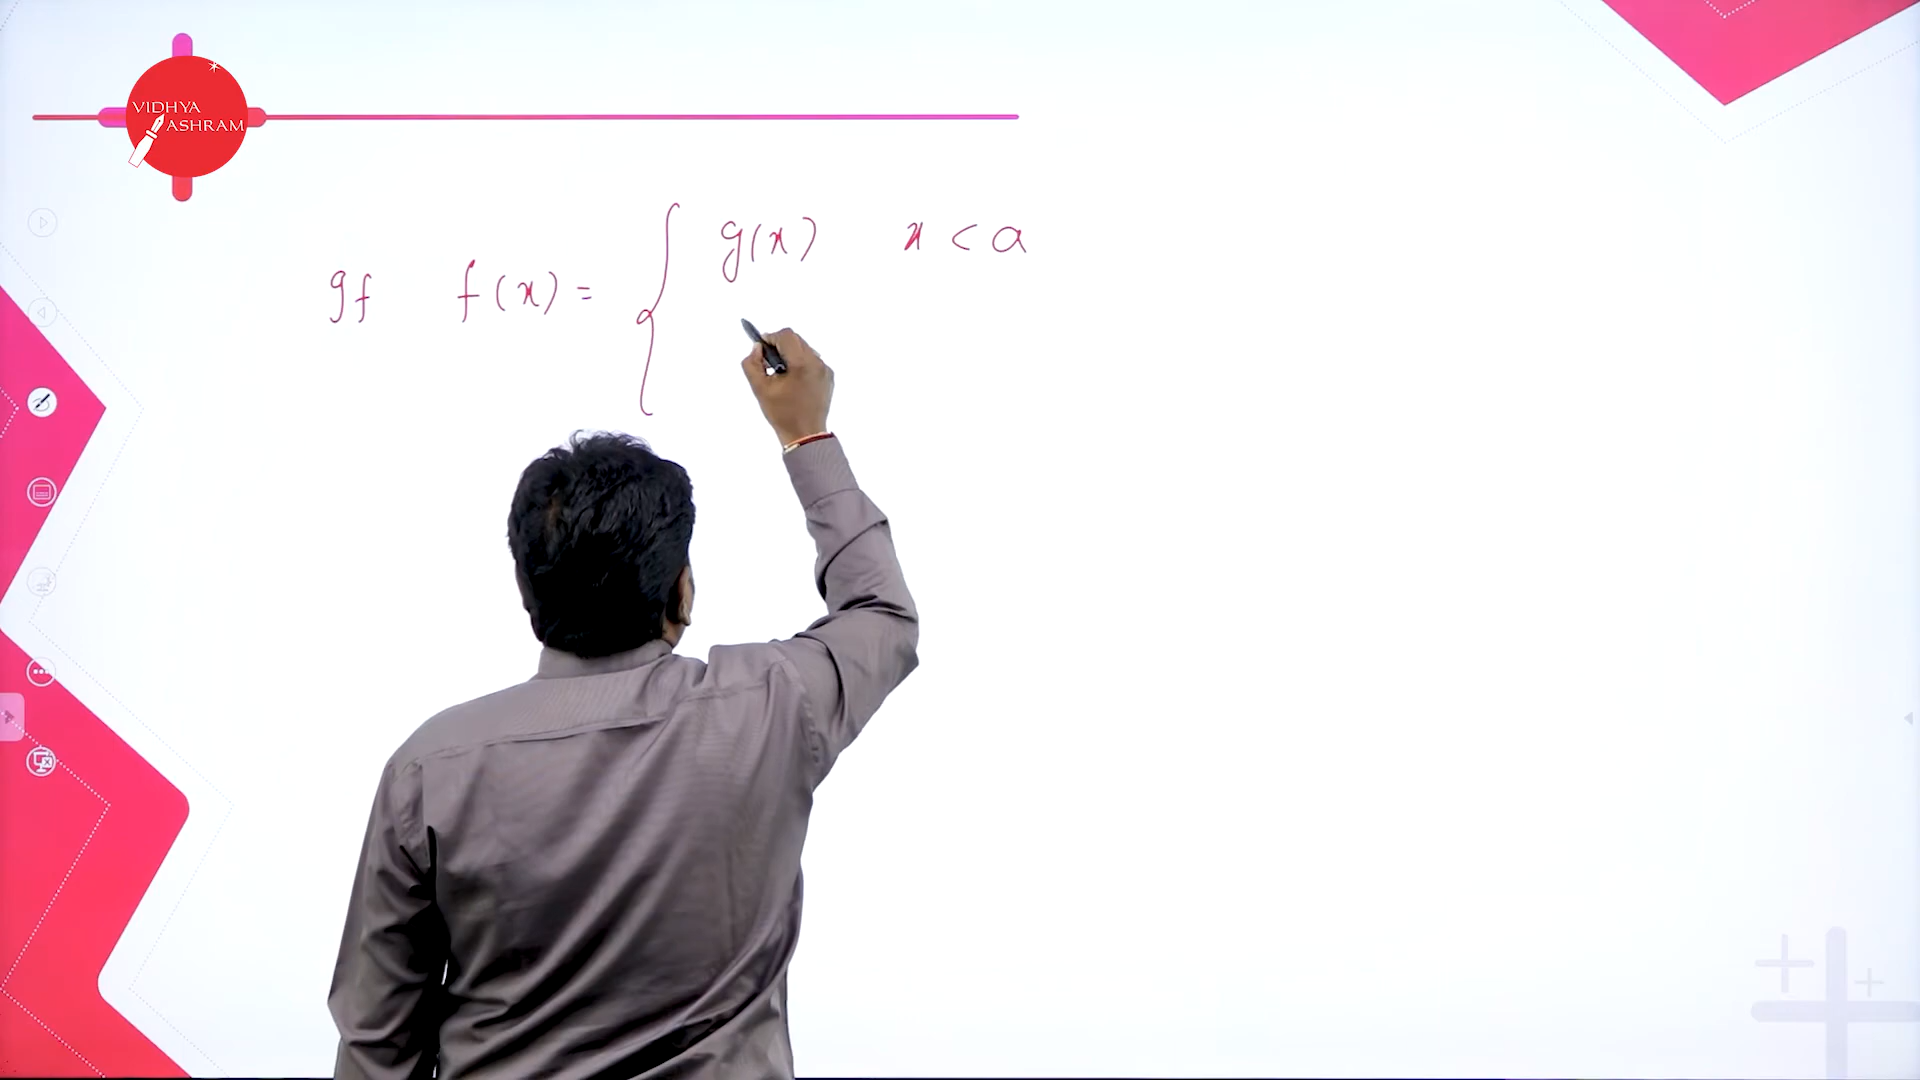 VIDHYA
ASHRAM
If f(x) = { g(x) x < a